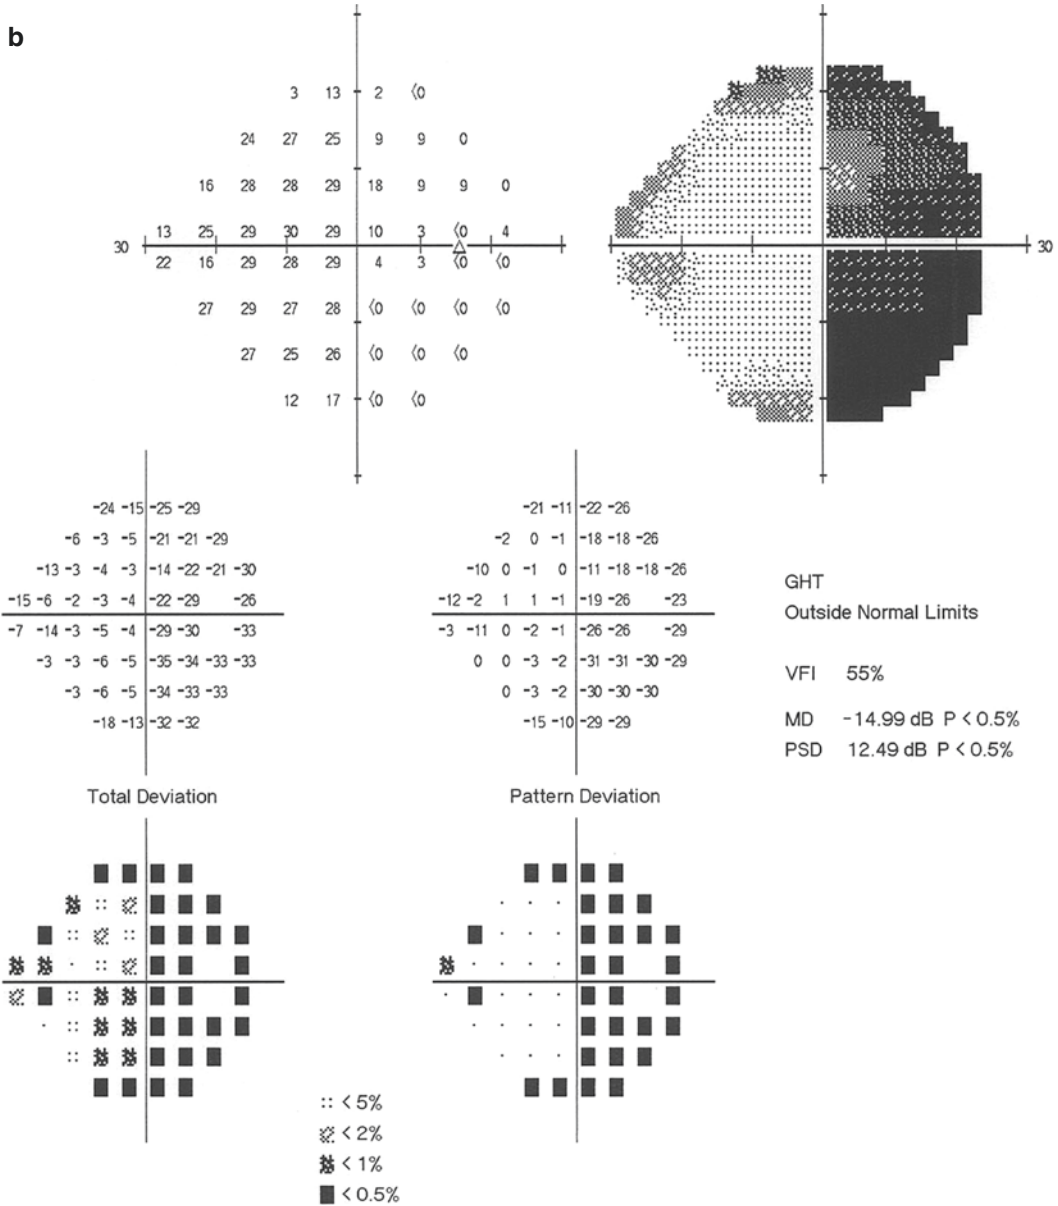 b
3 13 2 <0
24 27 25 9 9 0
16 28 28 29 18 9 9 0
13 25 29 30 29 10 3 <0 4
30 30
22 16 29 28 29 4 3 <0 <0
27 29 27 28 <0 <0 <0 <0
27 25 26 <0 <0 <0
12 17 <0 <0
-24 -15 -25 -29
-6 -3 -5 -21 -21 -29
-13 -3 -4 -3 -14 -22 -21 -30
-15 -6 -2 -3 -4 -22 -29 -26
-7 -14 -3 -5 -4 -29 -30 -33
-3 -3 -6 -5 -35 -34 -33 -33
-3 -6 -5 -34 -33 -33
-18 -13 -32 -32
Total Deviation
-21 -11 -22 -26
-2 0 -1 -18 -18 -26
-10 0 -1 0 -11 -18 -18 -26
-12 -2 1 1 -1 -19 -26 -23
-3 -11 0 -2 -1 -26 -26 -29
0 0 -3 -2 -31 -31 -30 -29
0 -3 -2 -30 -30 -30
-15 -10 -29 -29
Pattern Deviation
GHT
Outside Normal Limits
VFI 55%
MD -14.99 dB P < 0.5%
PSD 12.49 dB P < 0.5%
< 5%
< 2%
< 1%
< 0.5%